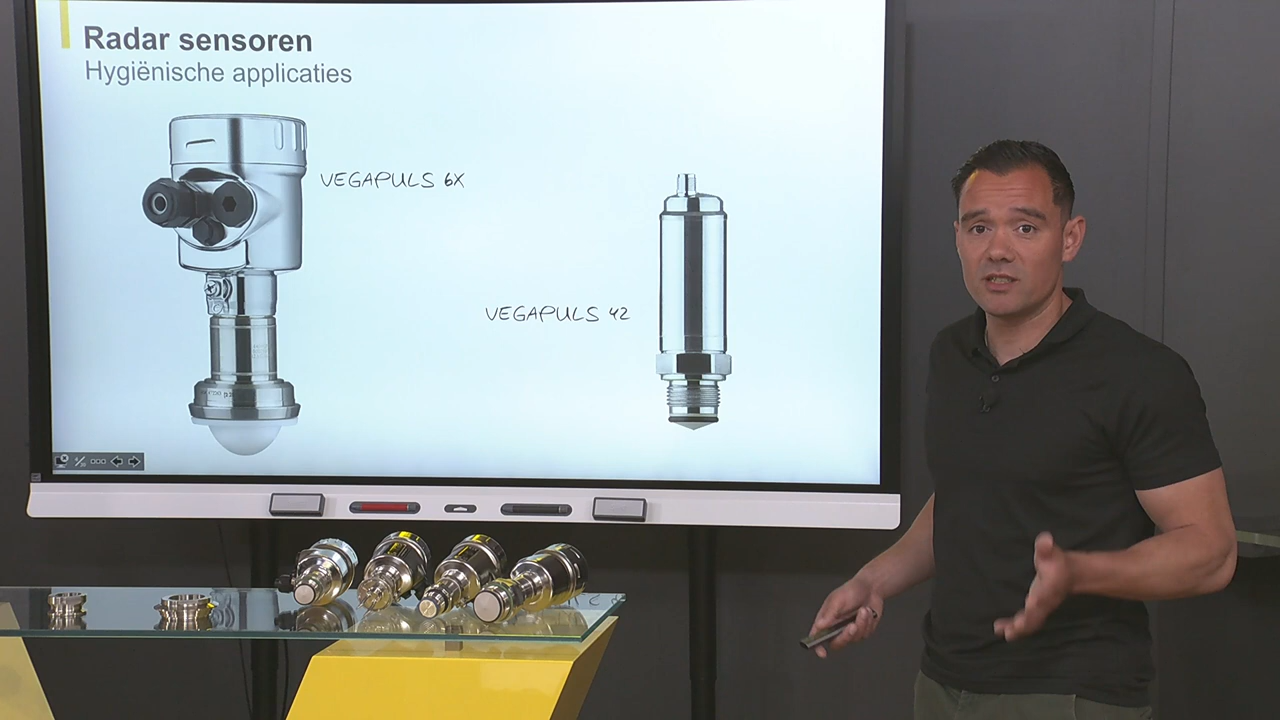 Radar sensoren
Hygiënische applicaties
VEGAPULS 6X
VEGAPULS 42